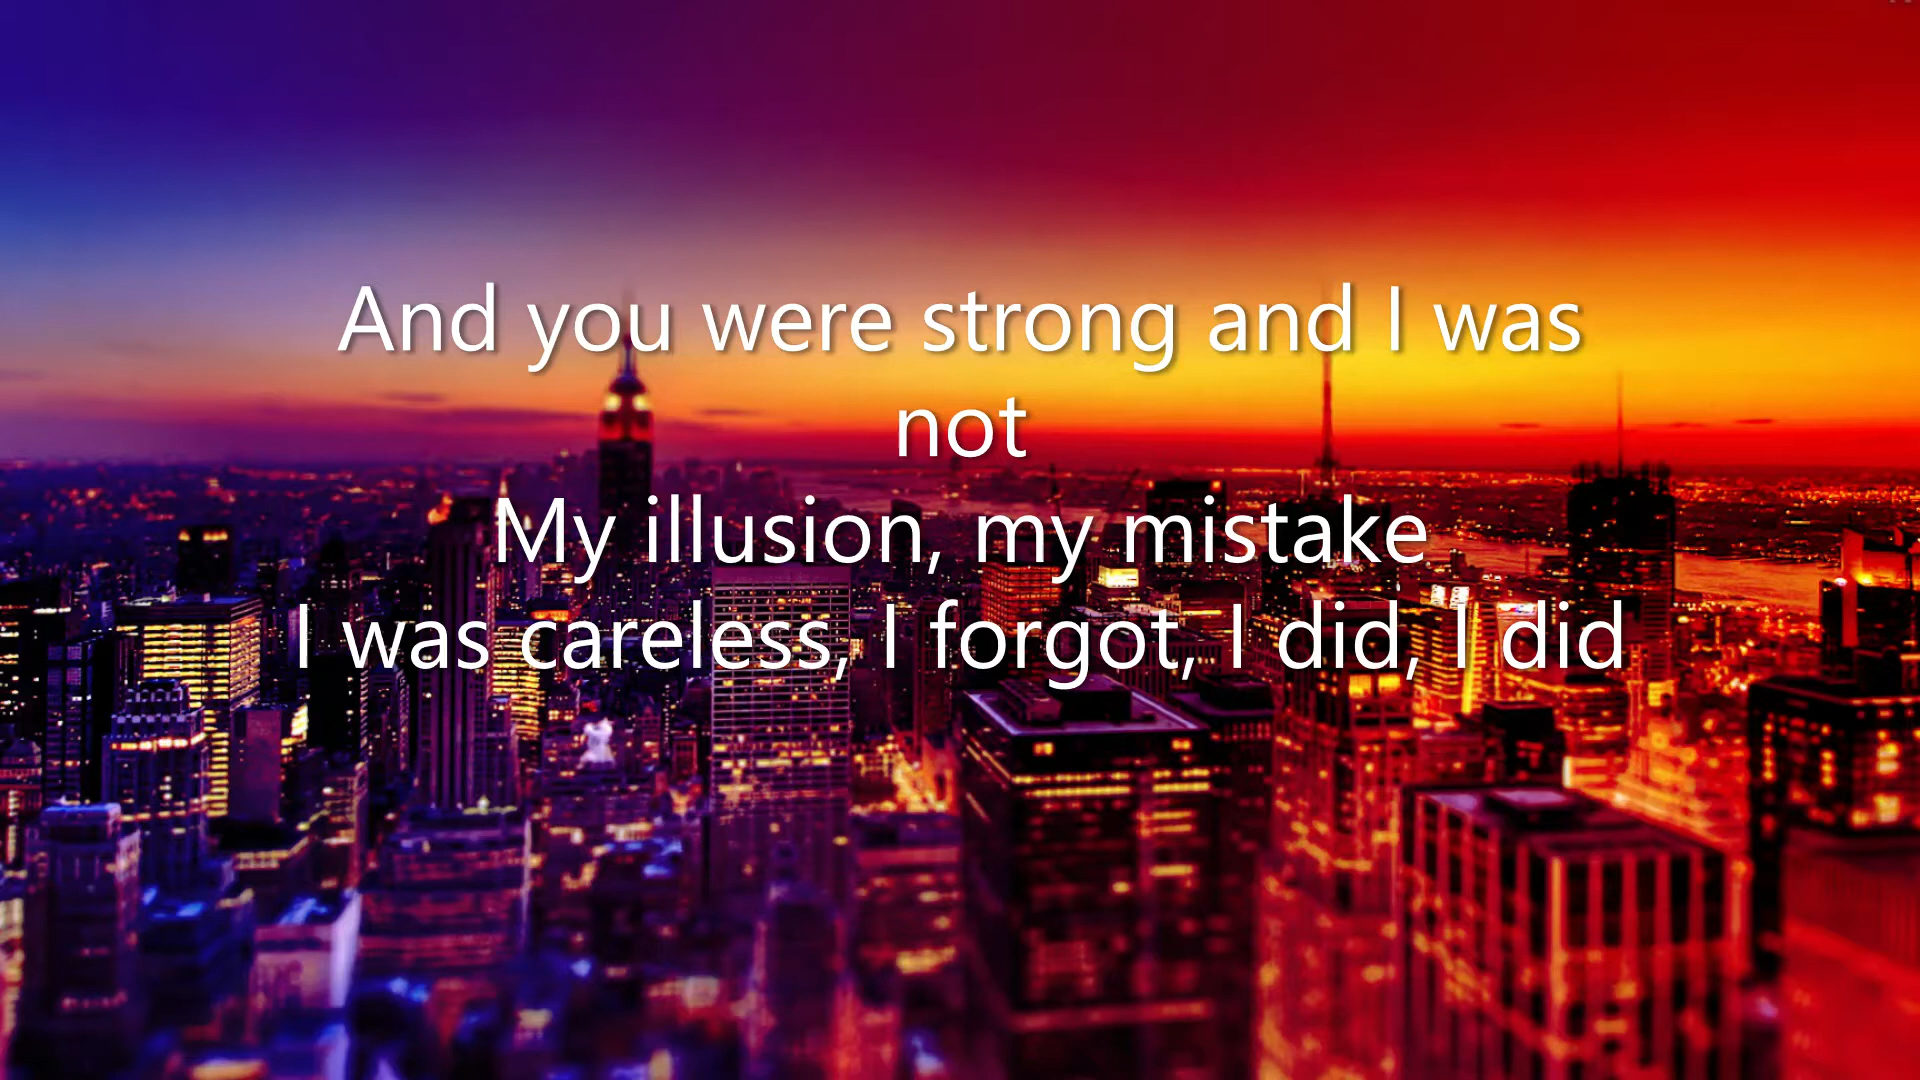 And you were strong and I was
not
My illusion, my mistake
I was careless, I forgot, I did, I did